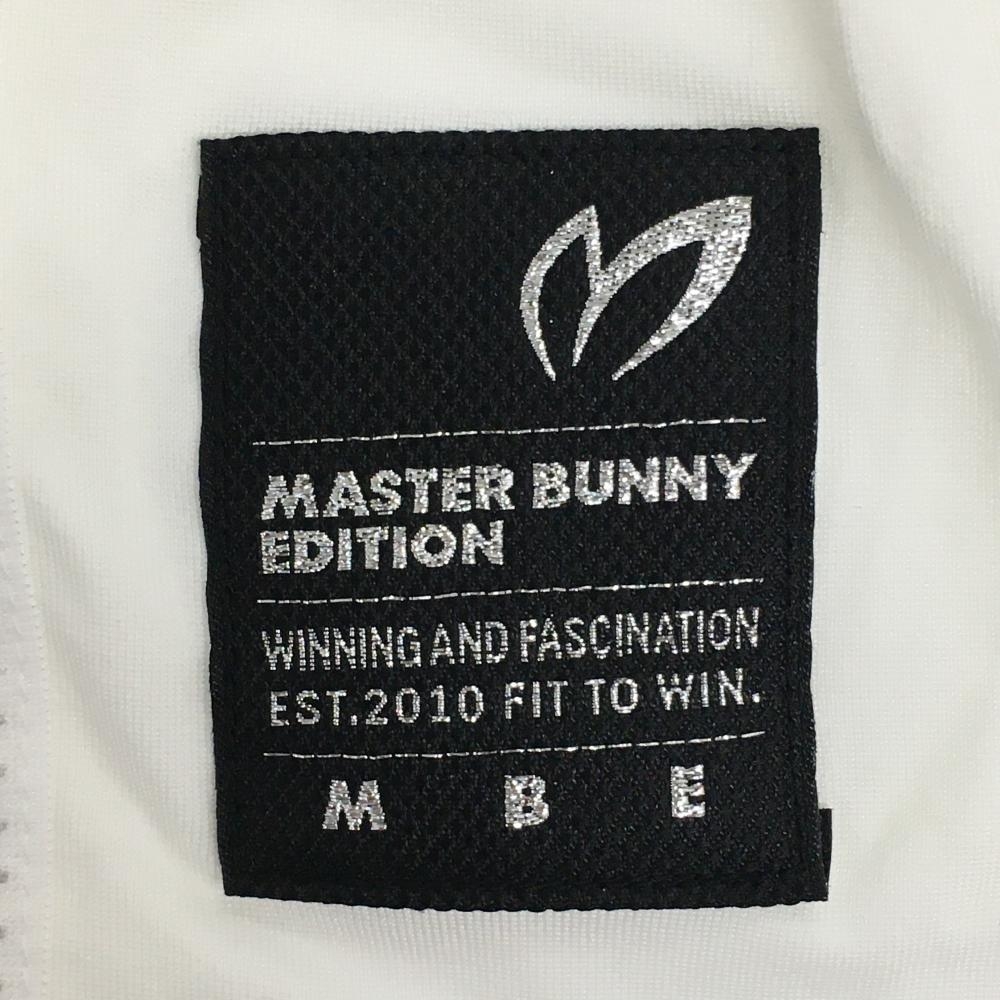 MASTER BUNNY
EDITION
WINNING AND FASCINATION
EST.2010 FIT TO WIN.
M B E